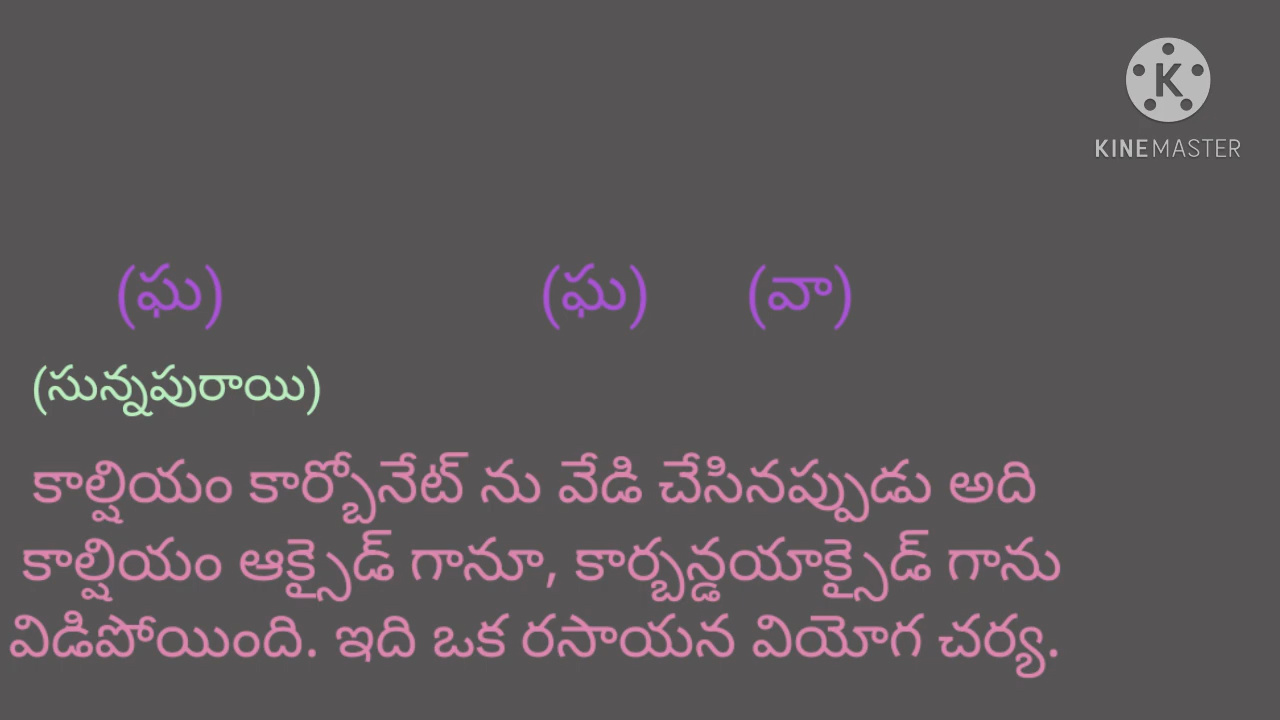 K
KINEMASTER
(ఘ) (ఘ) (వా)
(సున్నపురాయి)
కాల్షియం కార్బోనేట్ ను వేడి చేసినప్పుడు అది
కాల్షియం ఆక్సైడ్ గానూ, కార్బన్డయాక్సైడ్ గాను
విడిపోయింది. ఇది ఒక రసాయన వియోగ చర్య.